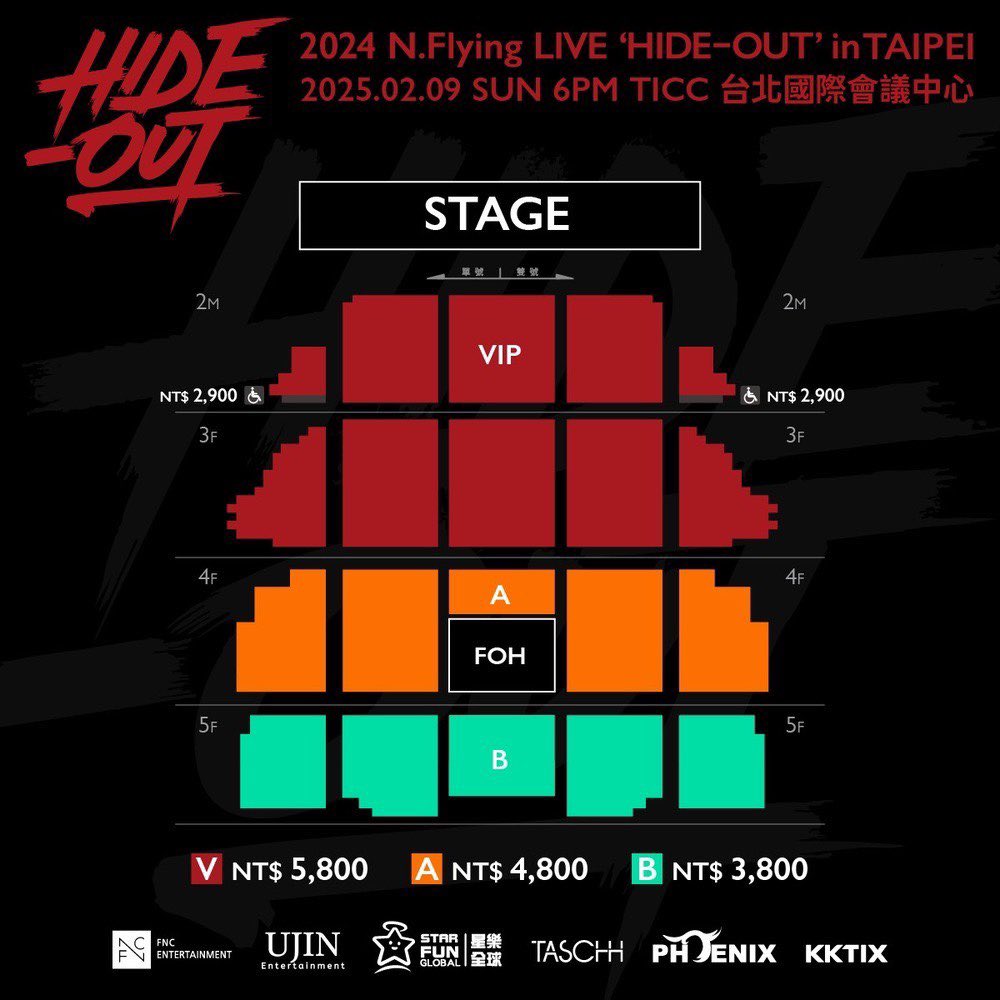 HIDE
-OUT
2024 N.Flying LIVE ‘HIDE-OUT’ in TAIPEI
2025.02.09 SUN 6PM TICC 台北國際會議中心
STAGE
單號 | 雙號
2M
2M
VIP
NT$ 2,900
NT$ 2,900
3F
3F
4F
4F
A
FOH
5F
5F
B
V NT$ 5,800
A NT$ 4,800
B NT$ 3,800
NC
FN
FNC
ENTERTAINMENT
UJIN
Entertainment
STAR
FUN
GLOBAL
星樂
全球
TASCHH
PHOENIX
KKTIX